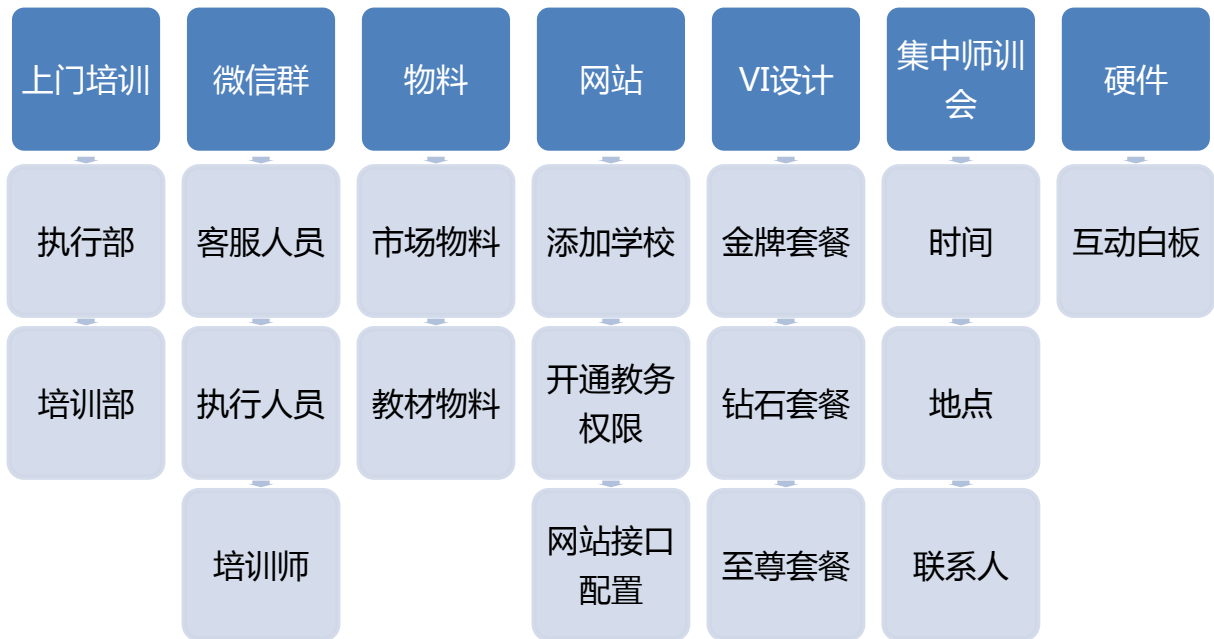 上门培训
微信群
物料
网站
VI设计
集中师训
会
硬件
执行部
客服人员
市场物料
添加学校
金牌套餐
时间
互动白板
培训部
执行人员
教材物料
开通教务
权限
钻石套餐
地点
培训师
网站接口
配置
至尊套餐
联系人